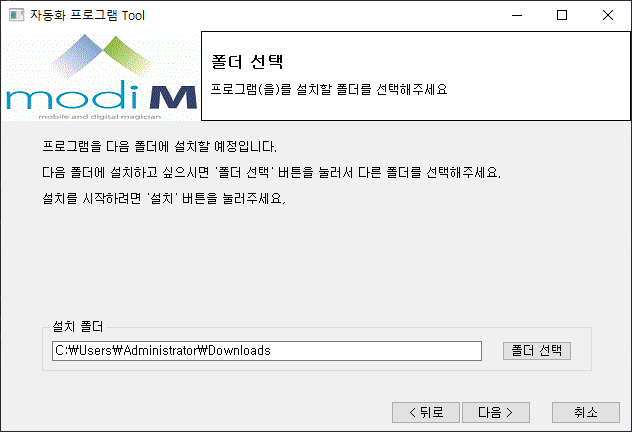 자동화 프로그램 Tool
modi M
mobile and digital magician
폴더 선택
프로그램(을)를 설치할 폴더를 선택해주세요
프로그램을 다음 폴더에 설치할 예정입니다.
다음 폴더에 설치하고 싶으시면 '폴더 선택' 버튼을 눌러서 다른 폴더를 선택해주세요.
설치를 시작하려면 '설치' 버튼을 눌러주세요.
설치 폴더
C:₩Users₩Administrator₩Downloads
폴더 선택
< 뒤로 다음 > 취소